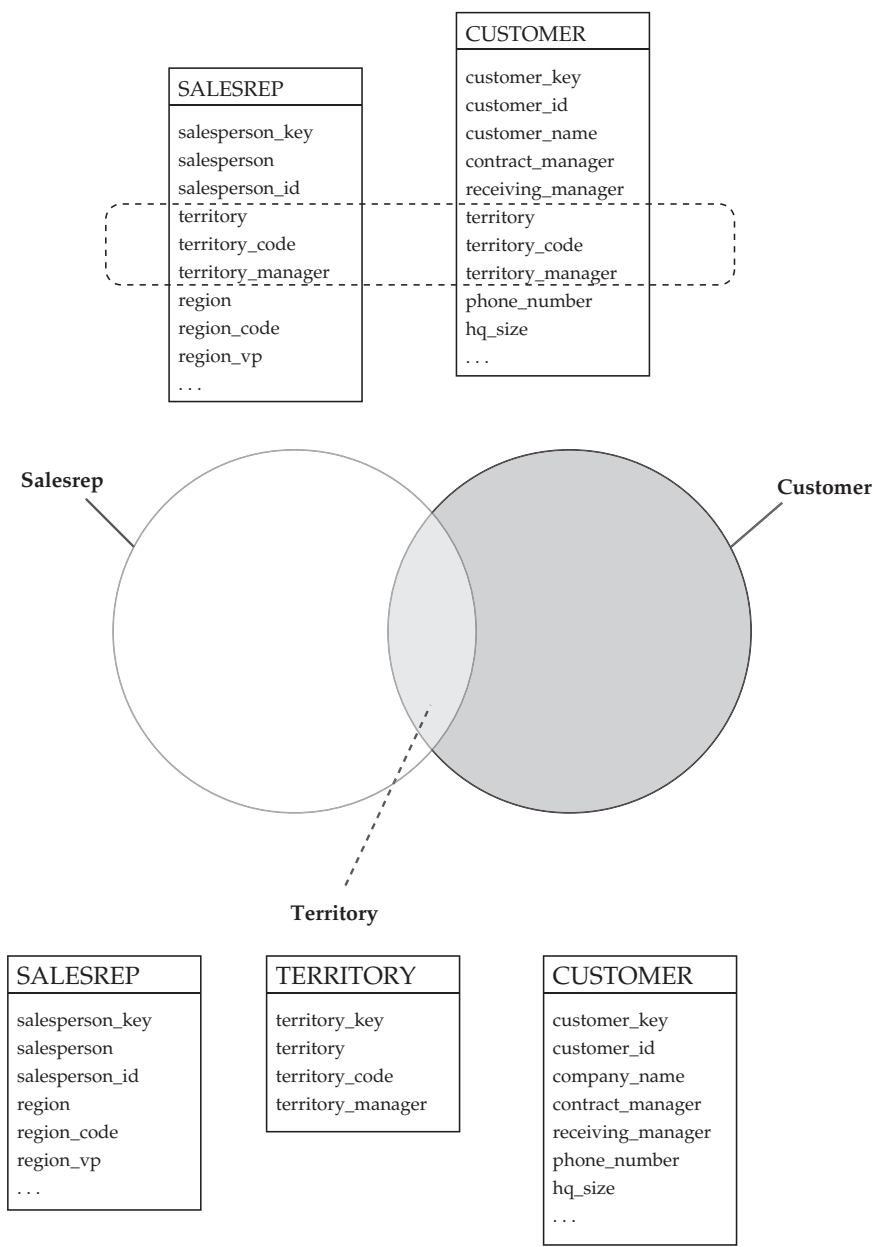 SALESREP
salesperson_key
salesperson
salesperson_id
territory
territory_code
territory_manager
region
region_code
region_vp
. . .
CUSTOMER
customer_key
customer_id
customer_name
contract_manager
receiving_manager
territory
territory_code
territory_manager
phone_number
hq_size
. . .
Salesrep
Customer
Territory
SALESREP
salesperson_key
salesperson
salesperson_id
region
region_code
region_vp
. . .
TERRITORY
territory_key
territory
territory_code
territory_manager
CUSTOMER
customer_key
customer_id
company_name
contract_manager
receiving_manager
phone_number
hq_size
. . .